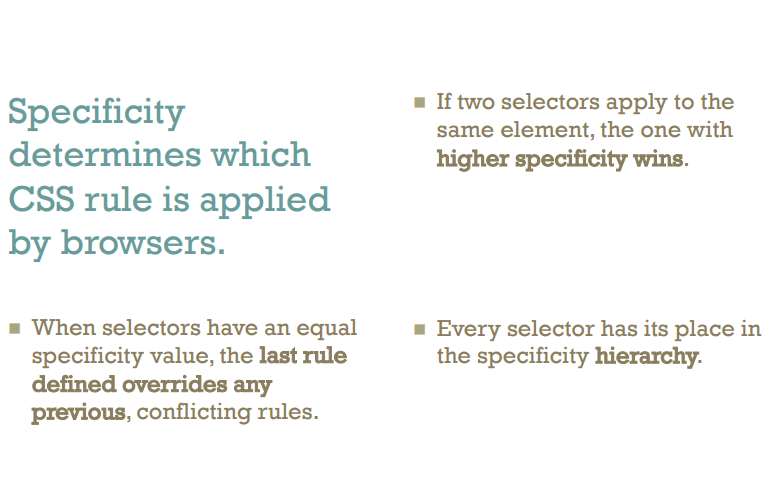 Specificity
determines which
CSS rule is applied
by browsers.
■ If two selectors apply to the
same element, the one with
higher specificity wins.
■ When selectors have an equal
specificity value, the last rule
defined overrides any
previous, conflicting rules.
■ Every selector has its place in
the specificity hierarchy.